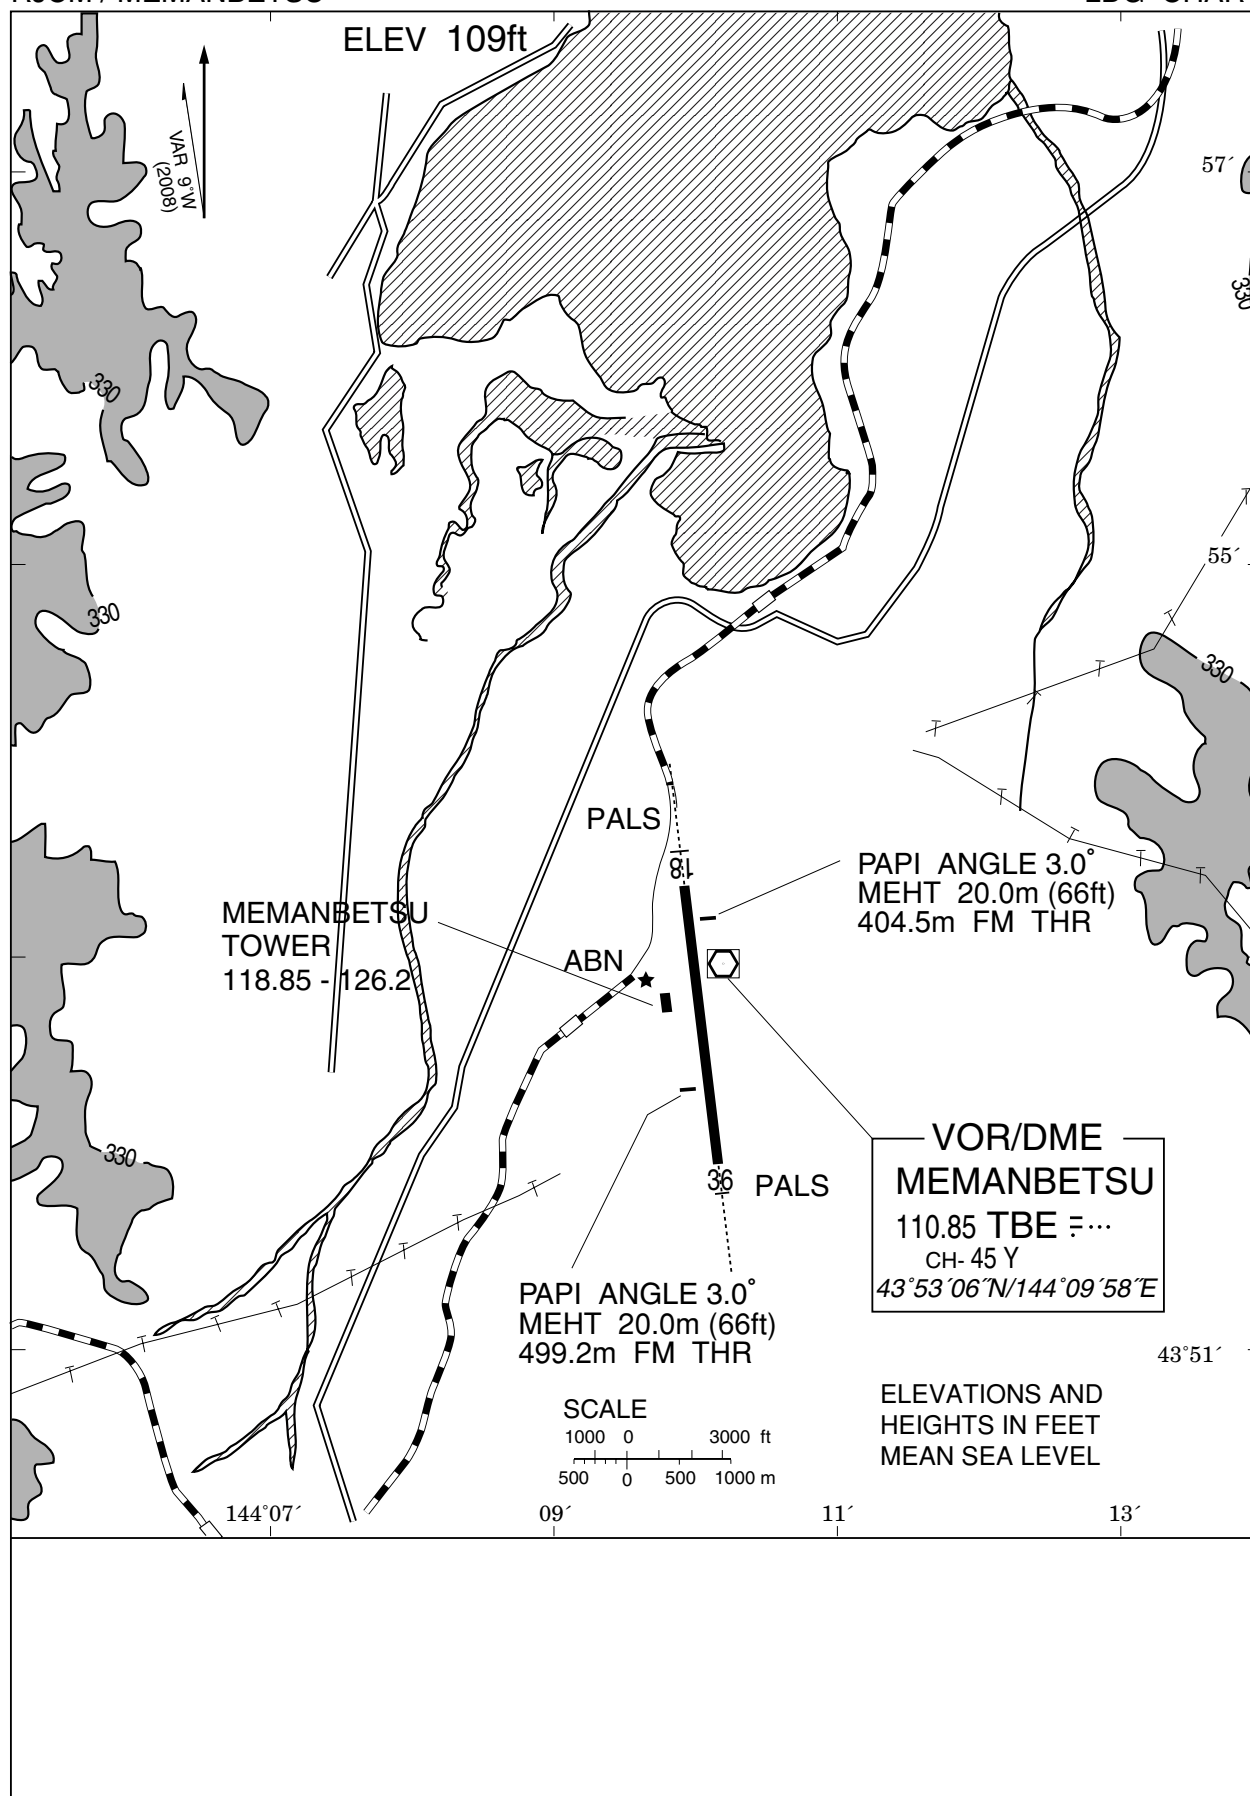 ELEV 109ft
VAR 9°W
(2008)
57´
330
330
55´
330
330
PALS
18
PAPI ANGLE 3.0°
MEHT 20.0m (66ft)
404.5m FM THR
MEMANBETSU
TOWER
118.85 - 126.2
ABN
330
36
PALS
VOR/DME
MEMANBETSU
110.85 TBE
CH- 45 Y
43°53´06˝N/144°09´58˝E
PAPI ANGLE 3.0°
MEHT 20.0m (66ft)
499.2m FM THR
43°51´
ELEVATIONS AND
HEIGHTS IN FEET
MEAN SEA LEVEL
SCALE
1000 0 3000 ft
500 0 500 1000 m
144°07´ 09´ 11´ 13´